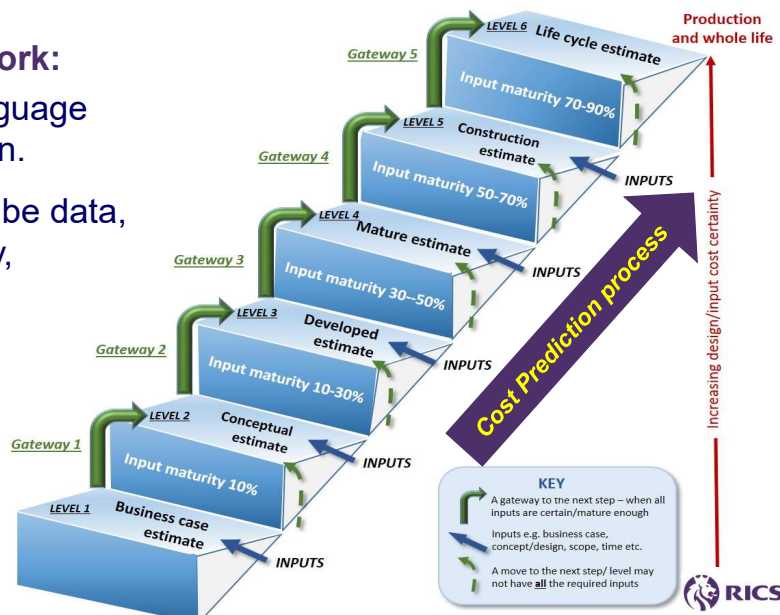 ork:
guage
n.
be data,
y,
Production
and whole life
LEVEL 6 Life cycle estimate
Gateway 5
Input maturity 70-90%
LEVEL 5 Construction
estimate
Gateway 4
INPUTS
Input maturity 50-70%
LEVEL 4 Mature estimate
Gateway 3
INPUTS
Input maturity 30--50%
LEVEL 3 Developed
estimate
Gateway 2
INPUTS
Input maturity 10-30%
LEVEL 2 Conceptual
estimate
Gateway 1
INPUTS
Input maturity 10%
LEVEL 1 Business case
estimate
INPUTS
Cost Prediction process
Increasing design/input cost certainty
KEY
A gateway to the next step – when all
inputs are certain/mature enough
Inputs e.g. business case,
concept/design, scope, time etc.
A move to the next step/ level may
not have all the required inputs
RICS